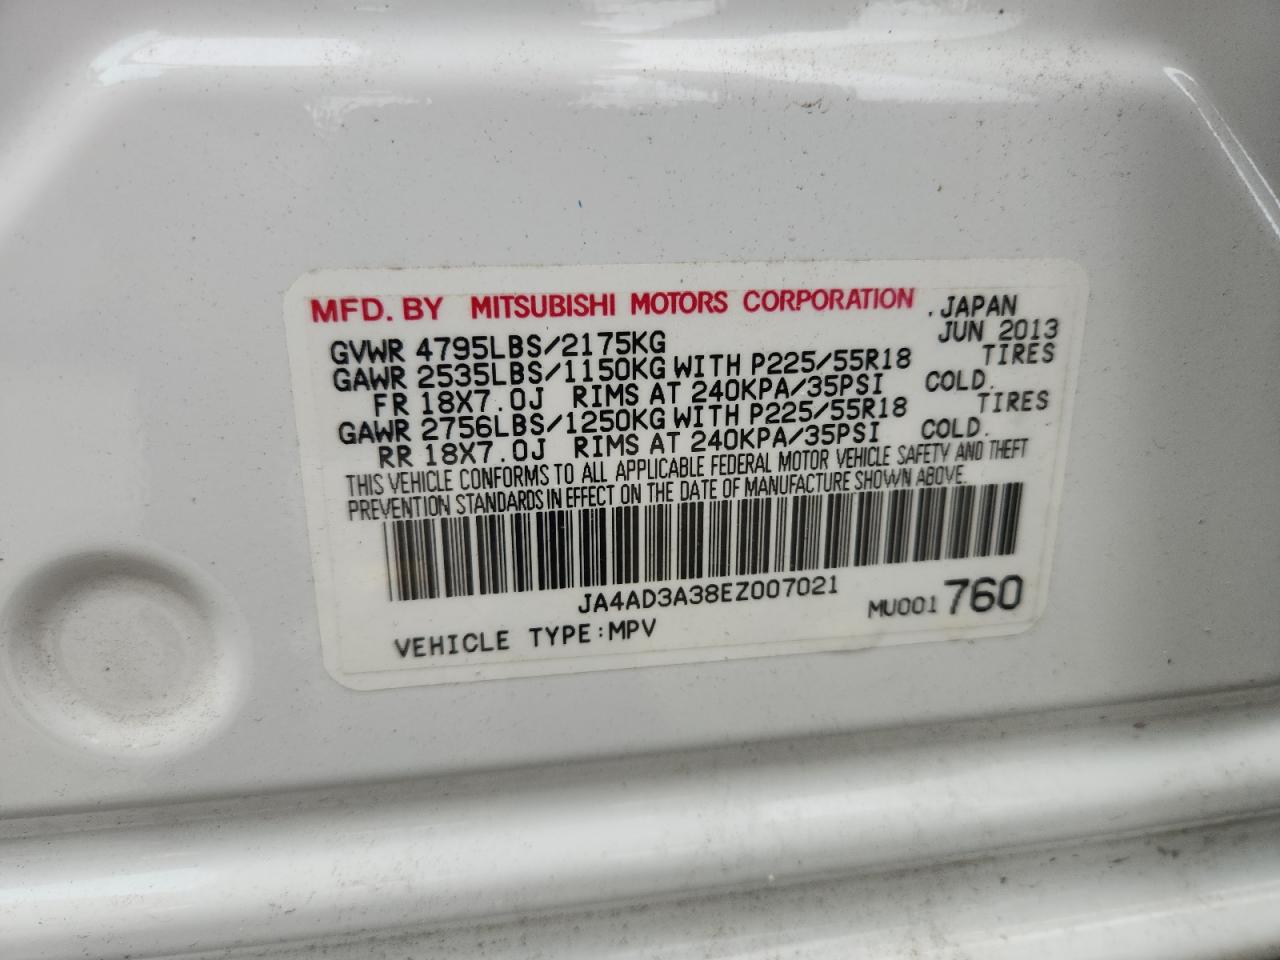 MFD. BY MITSUBISHI MOTORS CORPORATION . JAPAN
JUN 2013
GVWR 4795LBS/2175KG
GAWR 2535LBS/1150KG WITH P225/55R18 TIRES
FR 18X7.0J RIMS AT 240KPA/35PSI COLD.
GAWR 2756LBS/1250KG WITH P225/55R18 TIRES
RR 18X7.0J RIMS AT 240KPA/35PSI COLD.
THIS VEHICLE CONFORMS TO ALL APPLICABLE FEDERAL MOTOR VEHICLE SAFETY AND THEFT
PREVENTION STANDARDS IN EFFECT ON THE DATE OF MANUFACTURE SHOWN ABOVE.
JA4AD3A38EZ007021
MU001 760
VEHICLE TYPE:MPV